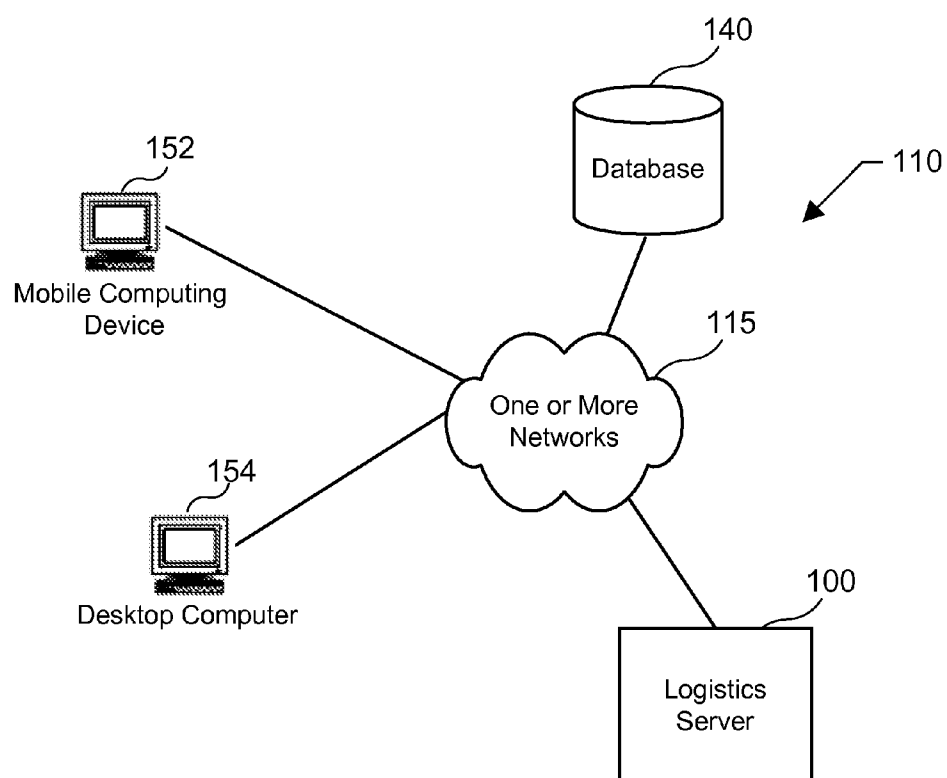 140
Database
110
152
Mobile Computing
Device
115
One or More
Networks
154
Desktop Computer
100
Logistics
Server